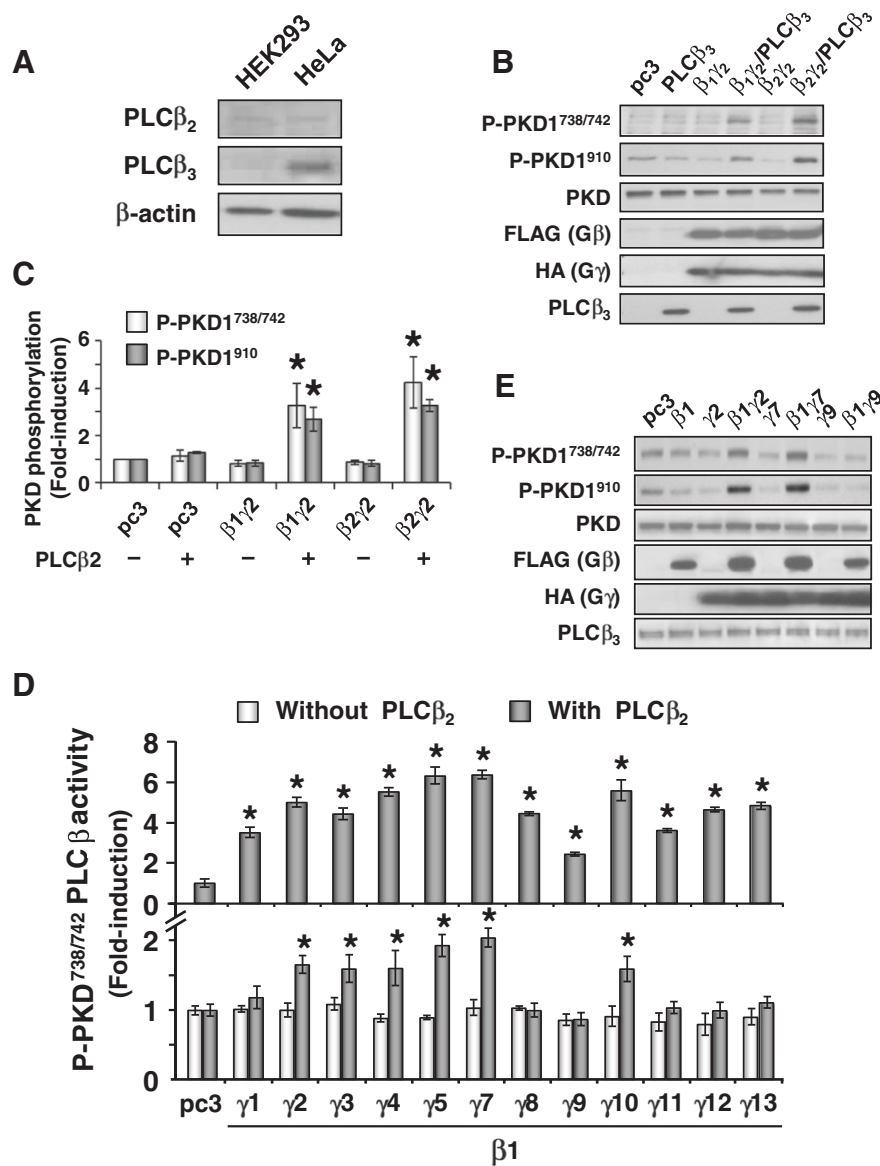 A
HEK293
HeLa
PLCβ2
PLCβ3
β-actin
B
pc3
PLCβ3
β1γ2
β1γ2/PLCβ3
β2γ2
β2γ2/PLCβ3
P-PKD1738/742
P-PKD1910
PKD
FLAG (Gβ)
HA (Gγ)
PLCβ3
C
P-PKD1738/742
P-PKD1910
PKD phosphorylation
(Fold-induction)
6
4
2
0
* * * *
pc3 pc3 β1γ2 β1γ2 β2γ2 β2γ2
PLCβ2 – + – + – +
E
pc3 β1 γ2 β1γ2 γ7 β1γ7 γ9 β1γ9
P-PKD1738/742
P-PKD1910
PKD
FLAG (Gβ)
HA (Gγ)
PLCβ3
D
Without PLCβ2 With PLCβ2
P-PKD738/742 PLC β activity
(Fold-induction)
8
6
4
2
0
* * * * * * * * * * * *
2
1
0
* * * * * *
pc3 γ1 γ2 γ3 γ4 γ5 γ7 γ8 γ9 γ10 γ11 γ12 γ13
β1